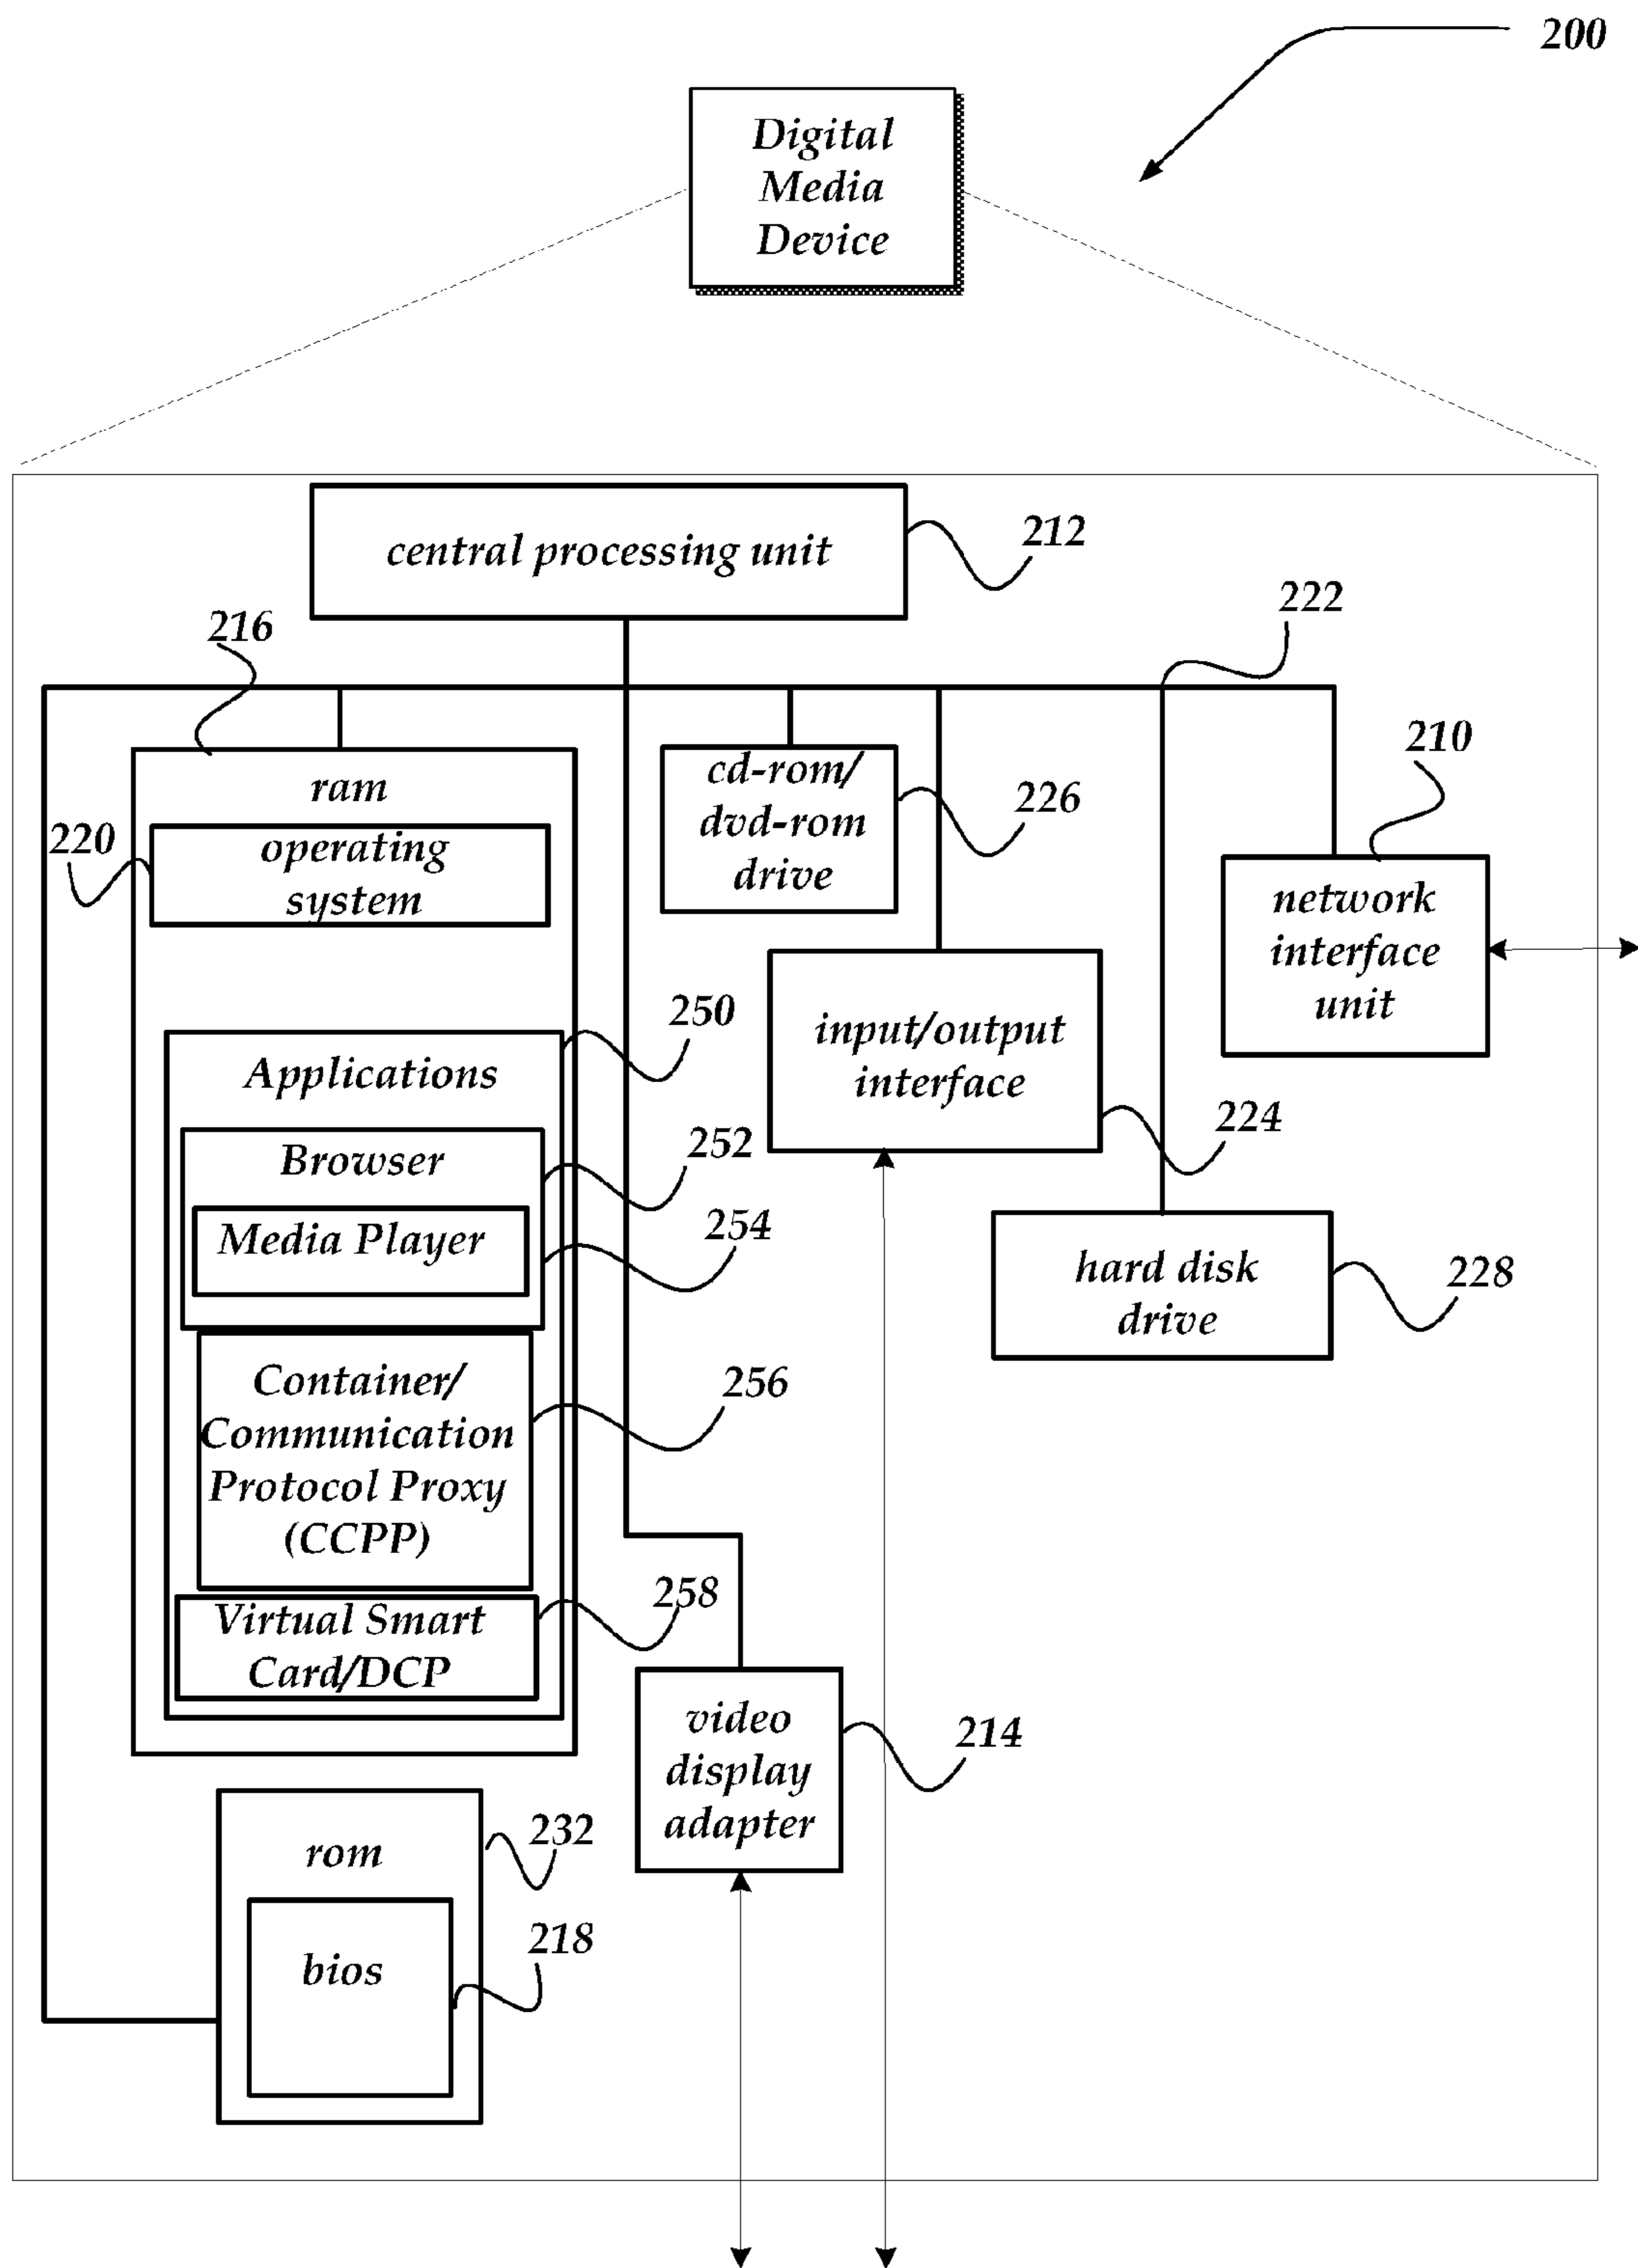 200
Digital
Media
Device
central processing unit
212
222
216
ram
220
operating
system
cd-rom/
dvd-rom
drive
226
210
network
interface
unit
250
Applications
input/output
interface
224
Browser
252
Media Player
254
hard disk
drive
228
Container/
Communication
Protocol Proxy
(CCPP)
256
Virtual Smart
Card/DCP
258
video
display
adapter
214
rom
232
bios
218